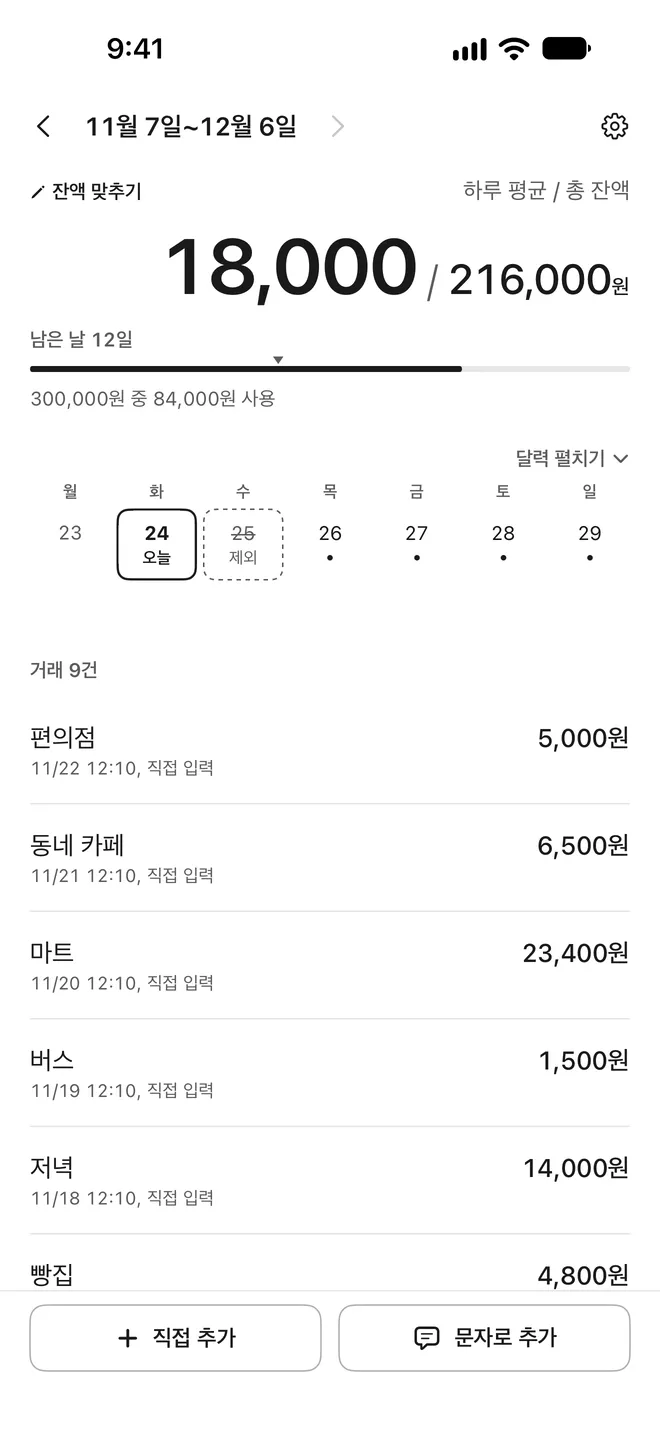 9:41
11월 7일~12월 6일
잔액 맞추기
하루 평균 / 총 잔액
18,000 / 216,000원
남은 날 12일
300,000원 중 84,000원 사용
달력 펼치기
월 화 수 목 금 토 일
23 24 25 26 27 28 29
오늘 제외
거래 9건
편의점 5,000원
11/22 12:10, 직접 입력
동네 카페 6,500원
11/21 12:10, 직접 입력
마트 23,400원
11/20 12:10, 직접 입력
버스 1,500원
11/19 12:10, 직접 입력
저녁 14,000원
11/18 12:10, 직접 입력
빵집 4,800원
직접 추가 문자로 추가